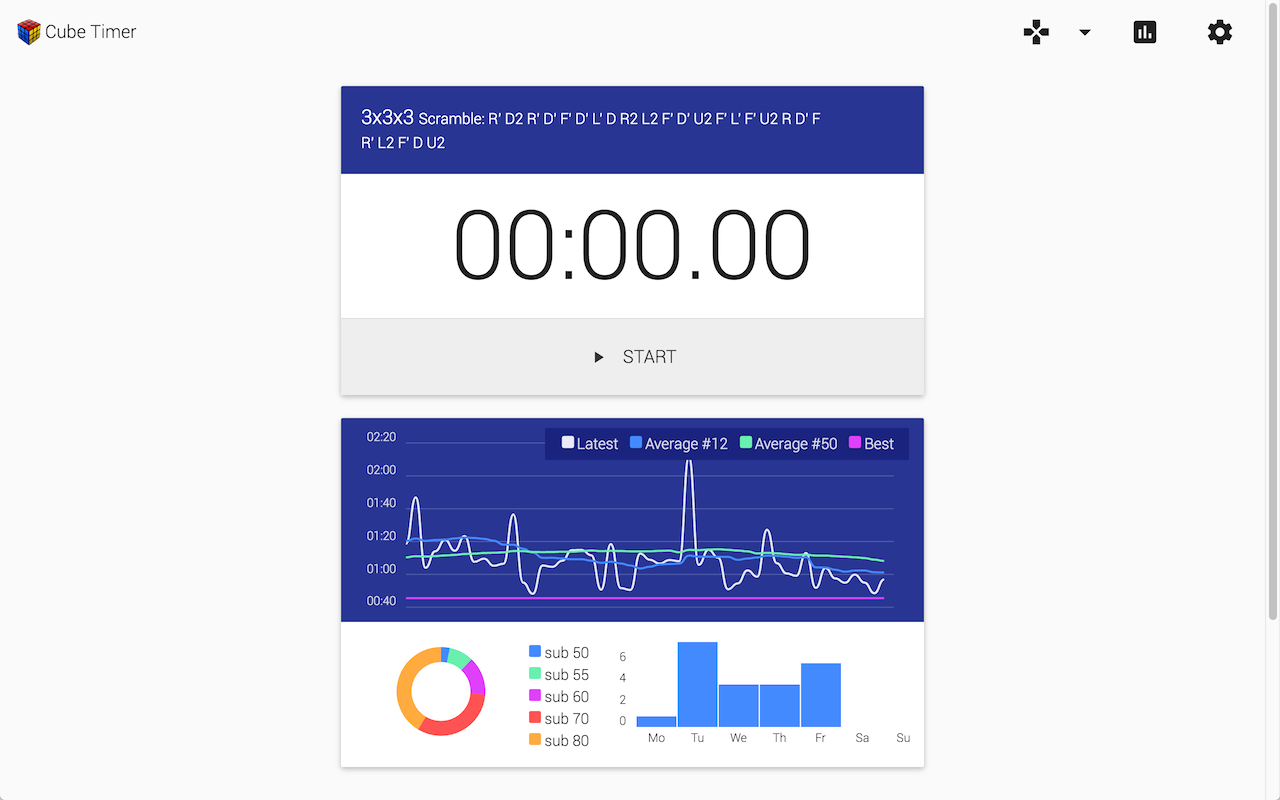 Cube Timer
3x3x3 Scramble: R' D2 R' D' F' D' L' D R2 L2 F' D' U2 F' L' F' U2 R D' F
R' L2 F' D U2
00:00.00
START
Latest Average #12 Average #50 Best
02:20
02:00
01:40
01:20
01:00
00:40
sub 50
sub 55
sub 60
sub 70
sub 80
6
4
2
0
Mo Tu We Th Fr Sa Su